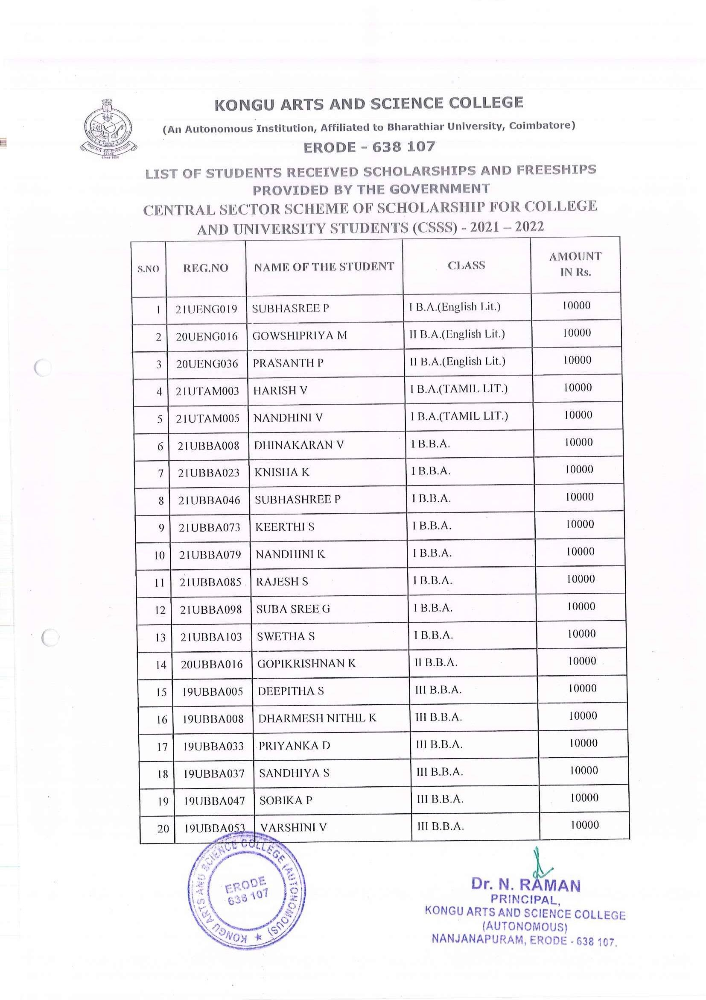 KONGU ARTS AND SCIENCE COLLEGE
(An Autonomous Institution, Affiliated to Bharathiar University, Coimbatore)
ERODE - 638 107
LIST OF STUDENTS RECEIVED SCHOLARSHIPS AND FREESHIPS
PROVIDED BY THE GOVERNMENT
CENTRAL SECTOR SCHEME OF SCHOLARSHIP FOR COLLEGE
AND UNIVERSITY STUDENTS (CSSS) - 2021 – 2022
S.NO REG.NO NAME OF THE STUDENT CLASS AMOUNT IN Rs.
1 21UENG019 SUBHASREE P I B.A.(English Lit.) 10000
2 20UENG016 GOWSHIPRIYA M II B.A.(English Lit.) 10000
3 20UENG036 PRASANTH P II B.A.(English Lit.) 10000
4 21UTAM003 HARISH V I B.A.(TAMIL LIT.) 10000
5 21UTAM005 NANDHINI V I B.A.(TAMIL LIT.) 10000
6 21UBBA008 DHINAKARAN V I B.B.A. 10000
7 21UBBA023 KNISHA K I B.B.A. 10000
8 21UBBA046 SUBHASHREE P I B.B.A. 10000
9 21UBBA073 KEERTHI S I B.B.A. 10000
10 21UBBA079 NANDHINI K I B.B.A. 10000
11 21UBBA085 RAJESH S I B.B.A. 10000
12 21UBBA098 SUBA SREE G I B.B.A. 10000
13 21UBBA103 SWETHA S I B.B.A. 10000
14 20UBBA016 GOPIKRISHNAN K II B.B.A. 10000
15 19UBBA005 DEEPITHA S III B.B.A. 10000
16 19UBBA008 DHARMESH NITHIL K III B.B.A. 10000
17 19UBBA033 PRIYANKA D III B.B.A. 10000
18 19UBBA037 SANDHIYA S III B.B.A. 10000
19 19UBBA047 SOBIKA P III B.B.A. 10000
20 19UBBA053 VARSHINI V III B.B.A. 10000
KONGU ARTS AND SCIENCE COLLEGE (AUTONOMOUS) ★
ERODE
638 107
Dr. N. RAMAN
PRINCIPAL,
KONGU ARTS AND SCIENCE COLLEGE
(AUTONOMOUS)
NANJANAPURAM, ERODE - 638 107.